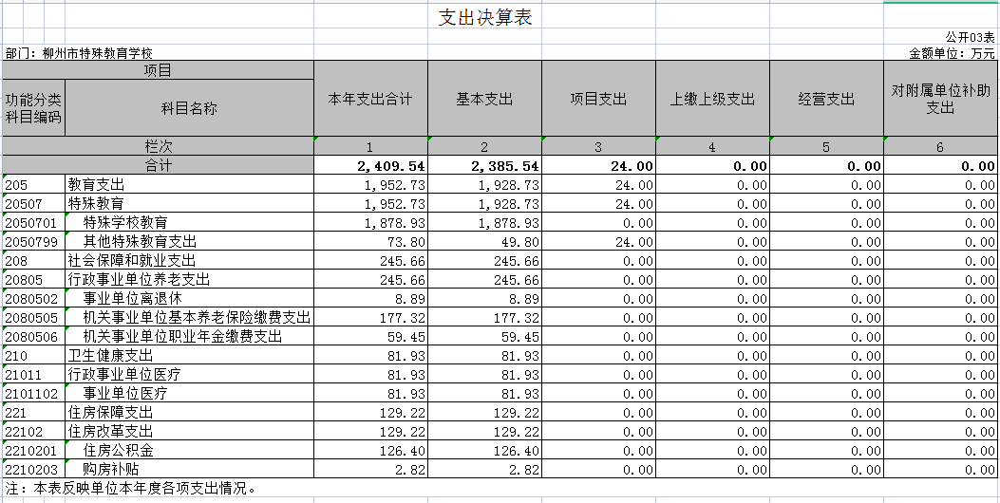 支出决算表
公开03表
部门：柳州市特殊教育学校 金额单位：万元
项目 本年支出合计 基本支出 项目支出 上缴上级支出 经营支出 对附属单位补助支出
功能分类科目编码 科目名称
栏次 1 2 3 4 5 6
合计 2,409.54 2,385.54 24.00 0.00 0.00 0.00
205 教育支出 1,952.73 1,928.73 24.00 0.00 0.00 0.00
20507 特殊教育 1,952.73 1,928.73 24.00 0.00 0.00 0.00
2050701 特殊学校教育 1,878.93 1,878.93 0.00 0.00 0.00 0.00
2050799 其他特殊教育支出 73.80 49.80 24.00 0.00 0.00 0.00
208 社会保障和就业支出 245.66 245.66 0.00 0.00 0.00 0.00
20805 行政事业单位养老支出 245.66 245.66 0.00 0.00 0.00 0.00
2080502 事业单位离退休 8.89 8.89 0.00 0.00 0.00 0.00
2080505 机关事业单位基本养老保险缴费支出 177.32 177.32 0.00 0.00 0.00 0.00
2080506 机关事业单位职业年金缴费支出 59.45 59.45 0.00 0.00 0.00 0.00
210 卫生健康支出 81.93 81.93 0.00 0.00 0.00 0.00
21011 行政事业单位医疗 81.93 81.93 0.00 0.00 0.00 0.00
2101102 事业单位医疗 81.93 81.93 0.00 0.00 0.00 0.00
221 住房保障支出 129.22 129.22 0.00 0.00 0.00 0.00
22102 住房改革支出 129.22 129.22 0.00 0.00 0.00 0.00
2210201 住房公积金 126.40 126.40 0.00 0.00 0.00 0.00
2210203 购房补贴 2.82 2.82 0.00 0.00 0.00 0.00
注：本表反映单位本年度各项支出情况。